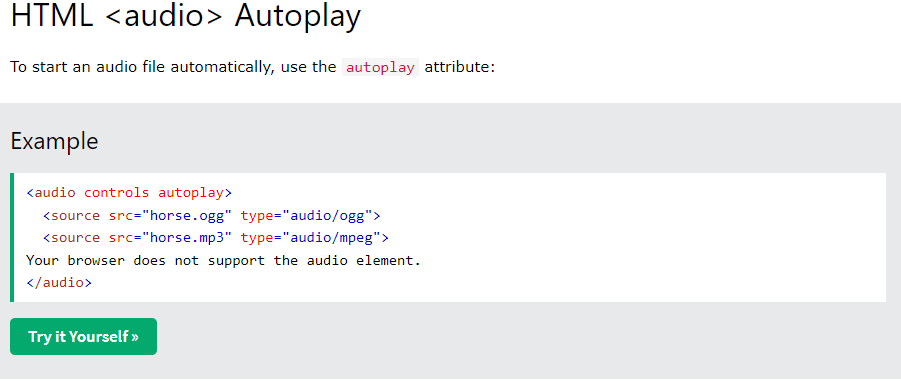 HTML <audio> Autoplay
To start an audio file automatically, use the autoplay attribute:
Example
<audio controls autoplay>
  <source src="horse.ogg" type="audio/ogg">
  <source src="horse.mp3" type="audio/mpeg">
Your browser does not support the audio element.
</audio>
Try it Yourself »